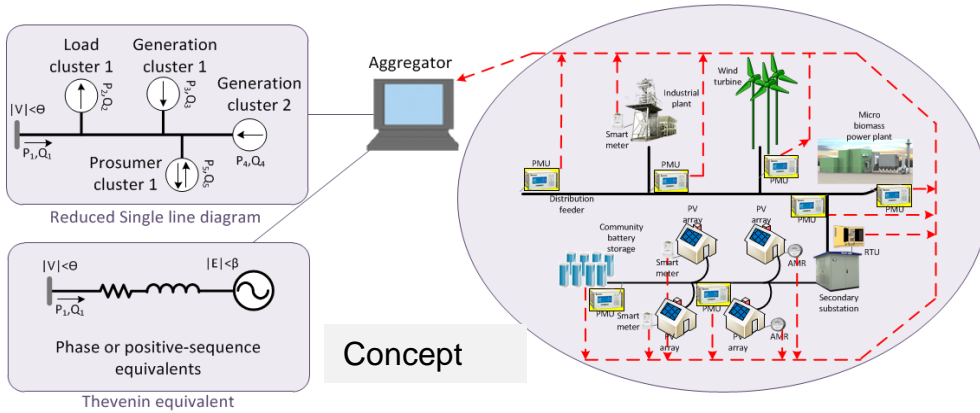 Load
cluster 1
Generation
cluster 1
Generation
cluster 2
|V|<Θ
P₂,Q₂
P₃,Q₃
P₁,Q₁
P₄,Q₄
Prosumer
cluster 1
P₅,Q₅
Reduced Single line diagram
|V|<Θ
|E|<β
P₁,Q₁
Phase or positive-sequence
equivalents
Thevenin equivalent
Aggregator
Concept
Wind
turbine
Industrial
plant
Smart
meter
Micro
biomass
power plant
PMU
PMU
PMU
PMU
PMU
Distribution
feeder
PV
array
PV
array
Community
battery
storage
Smart
meter
AMR
RTU
Secondary
substation
PMU
Smart
meter
PV
array
PMU
PV
array
AMR